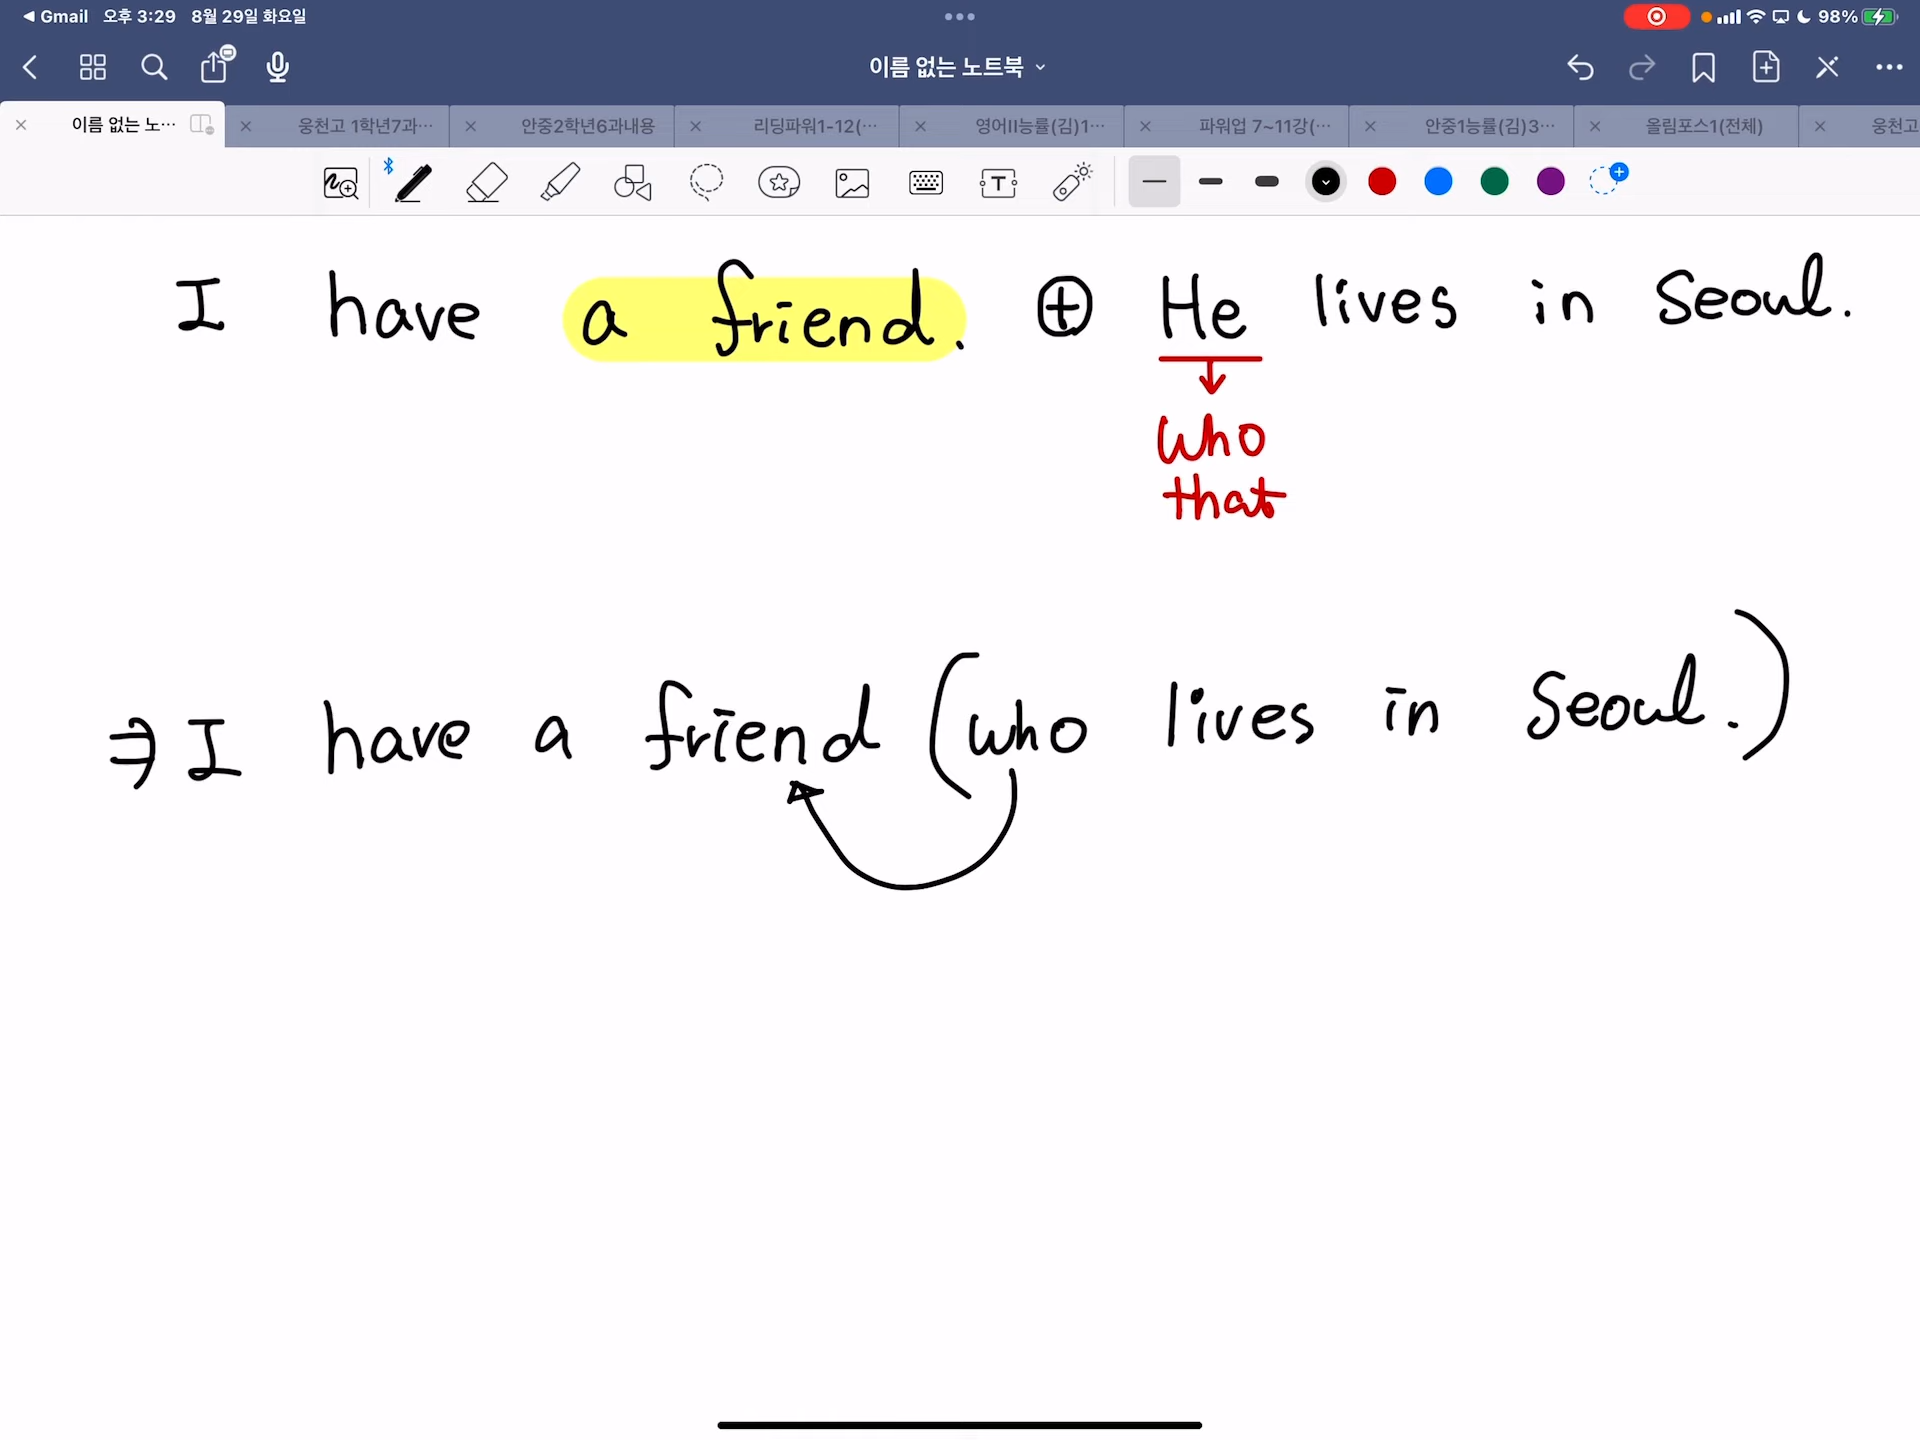 ◀ Gmail 오후 3:29 8월 29일 화요일 98%
이름 없는 노트북
이름 없는 노… 웅천고 1학년7과… 안중2학년6과내용 리딩파워1-12(… 영어II능률(김)1… 파워업 7~11강(… 안중1능률(김)3… 올림포스1(전체) 웅천고
I have a friend. ⊕ He lives in Seoul.
↓
who
that
⇒ I have a friend (who lives in Seoul.)